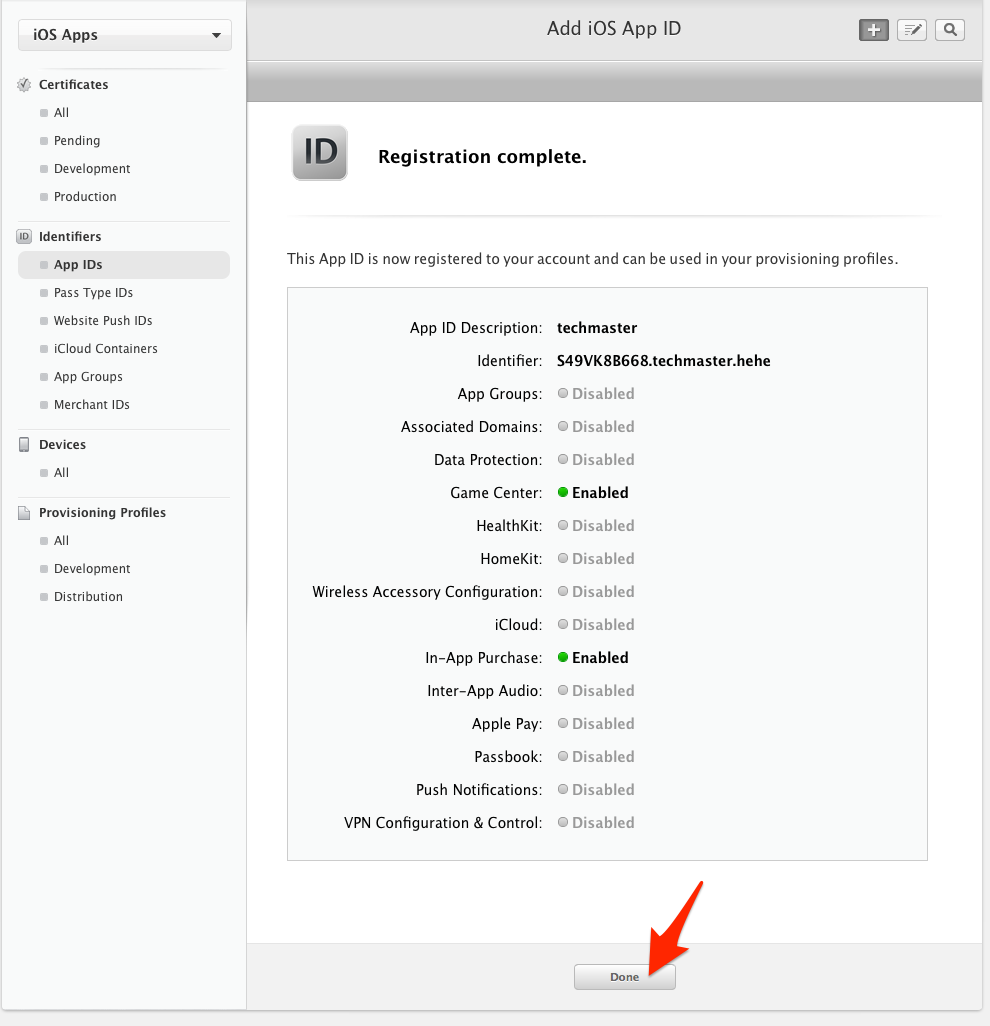 iOS Apps
Add iOS App ID
Certificates
All
Pending
Development
Production
ID Identifiers
App IDs
Pass Type IDs
Website Push IDs
iCloud Containers
App Groups
Merchant IDs
Devices
All
Provisioning Profiles
All
Development
Distribution
ID Registration complete.
This App ID is now registered to your account and can be used in your provisioning profiles.
App ID Description: techmaster
Identifier: S49VK8B668.techmaster.hehe
App Groups: Disabled
Associated Domains: Disabled
Data Protection: Disabled
Game Center: Enabled
HealthKit: Disabled
HomeKit: Disabled
Wireless Accessory Configuration: Disabled
iCloud: Disabled
In-App Purchase: Enabled
Inter-App Audio: Disabled
Apple Pay: Disabled
Passbook: Disabled
Push Notifications: Disabled
VPN Configuration & Control: Disabled
Done